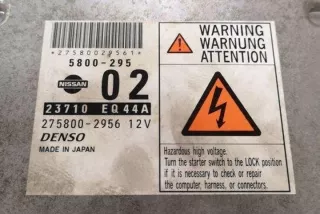 *27580029561*
5800-295
NISSAN
02
23710 EQ44A
275800-2956 12V
DENSO
MADE IN JAPAN
WARNING
WARNUNG
ATTENTION
Hazardous high voltage.
Turn the starter switch to the LOCK position
if it is necessary to check or repair
the computer, harness, or connectors.